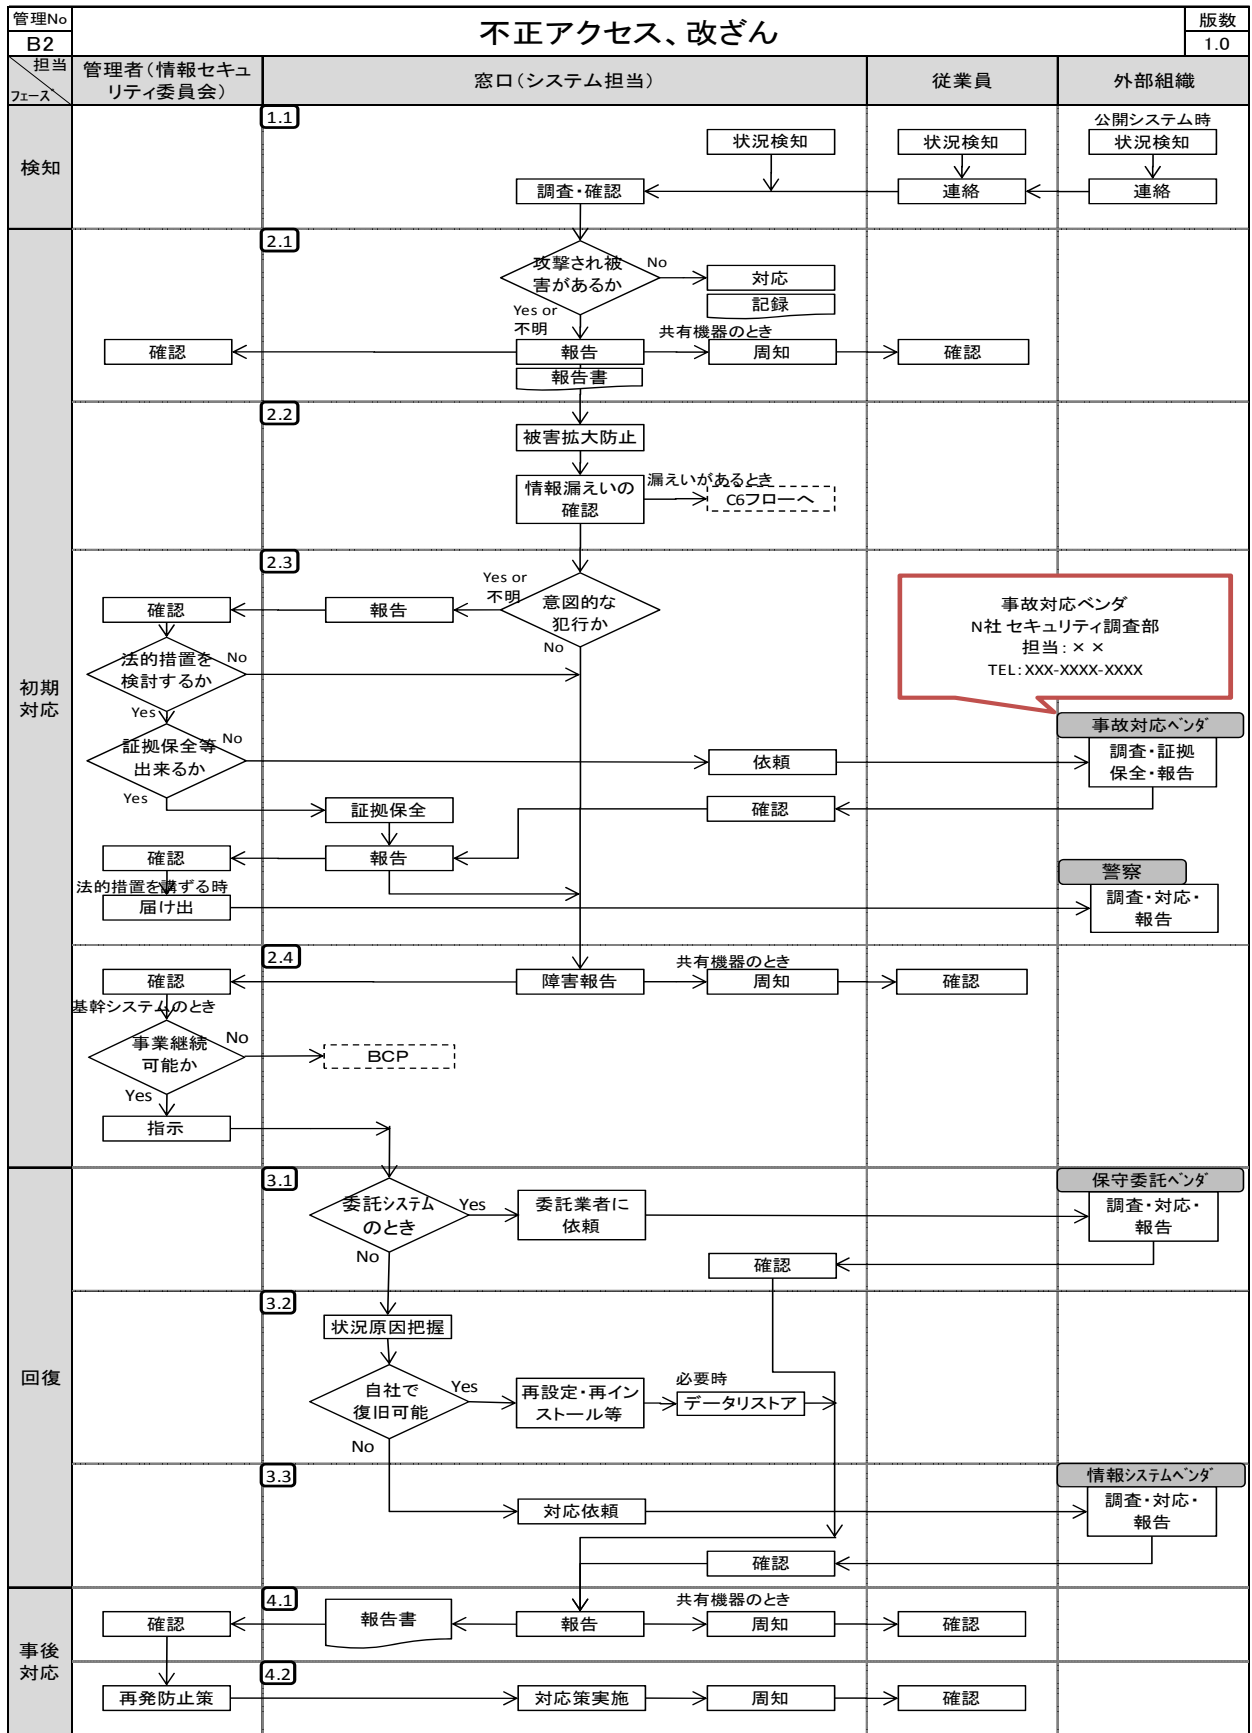 管理No
B2
不正アクセス、改ざん
版数
1.0
担当
フェーズ
管理者(情報セキュ
リティ委員会)
窓口(システム担当)
従業員
外部組織
検知
1.1
公開システム時
状況検知
状況検知
状況検知
調査・確認
連絡
連絡
初期
対応
2.1
攻撃され被
害があるか
No
対応
記録
Yes or
不明
共有機器のとき
確認
報告
周知
確認
報告書
2.2
被害拡大防止
情報漏えいの
確認
漏えいがあるとき
C6フローへ
2.3
Yes or
不明
意図的な
犯行か
確認
報告
No
事故対応ベンダ
N社 セキュリティ調査部
担当:××
TEL:XXX-XXXX-XXXX
法的措置を
検討するか
No
Yes
事故対応ベンダ
証拠保全等
出来るか
No
依頼
調査・証拠
保全・報告
Yes
証拠保全
確認
確認
報告
法的措置を講ずる時
届け出
警察
調査・対応・
報告
2.4
確認
障害報告
共有機器のとき
周知
確認
基幹システムのとき
事業継続
可能か
No
BCP
Yes
指示
回復
3.1
委託システム
のとき
Yes
委託業者に
依頼
保守委託ベンダ
調査・対応・
報告
No
確認
3.2
状況原因把握
自社で
復旧可能
Yes
再設定・再イン
ストール等
必要時
データリストア
No
3.3
対応依頼
情報システムベンダ
調査・対応・
報告
確認
事後
対応
4.1
確認
報告書
報告
共有機器のとき
周知
確認
4.2
再発防止策
対応策実施
周知
確認